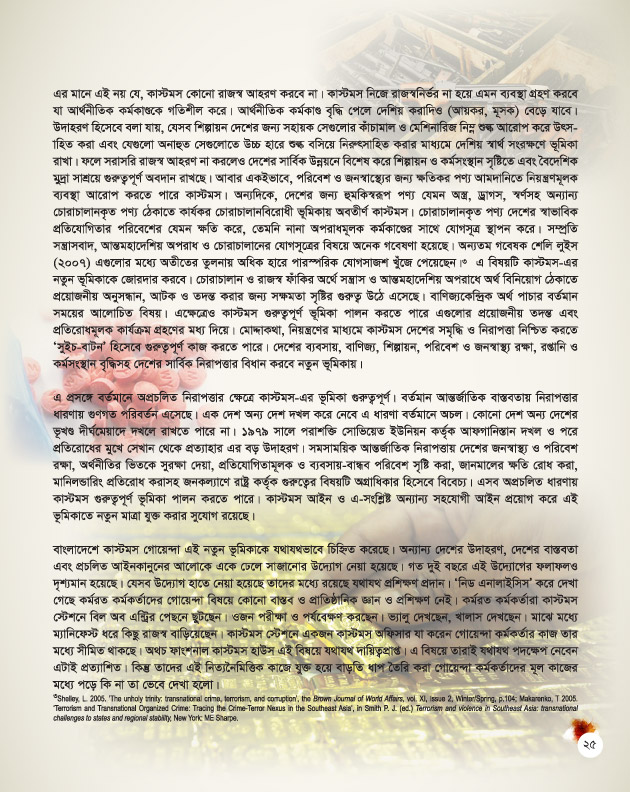 এর মানে এই নয় যে, কাস্টমস কোনো রাজস্ব আহরণ করবে না। কাস্টমস নিজে রাজস্বনির্ভর না হয়ে এমন ব্যবস্থা গ্রহণ করবে
যা আর্থনীতিক কর্মকাণ্ডকে গতিশীল করে। আর্থনীতিক কর্মকাণ্ড বৃদ্ধি পেলে দেশিয় করাদিও (আয়কর, মূসক) বেড়ে যাবে।
উদাহরণ হিসেবে বলা যায়, যেসব শিল্পায়ন দেশের জন্য সহায়ক সেগুলোর কাঁচামাল ও মেশিনারিজ নিম্ন শুল্ক আরোপ করে উৎসা-
হিত করা এবং যেগুলো অনাহূত সেগুলোতে উচ্চ হারে শুল্ক বসিয়ে নিরুৎসাহিত করার মাধ্যমে দেশিয় স্বার্থ সংরক্ষণে ভূমিকা
রাখা। ফলে সরাসরি রাজস্ব আহরণ না করলেও দেশের সার্বিক উন্নয়নে বিশেষ করে শিল্পায়ন ও কর্মসংস্থান সৃষ্টিতে এবং বৈদেশিক
মুদ্রা সাশ্রয়ে গুরুত্বপূর্ণ অবদান রাখছে। আবার একইভাবে, পরিবেশ ও জনস্বাস্থ্যের জন্য ক্ষতিকর পণ্য আমদানিতে নিয়ন্ত্রণমূলক
ব্যবস্থা আরোপ করতে পারে কাস্টমস। অন্যদিকে, দেশের জন্য হুমকিস্বরূপ পণ্য যেমন অস্ত্র, ড্রাগস, স্বর্ণসহ অন্যান্য
চোরাচালানকৃত পণ্য ঠেকাতে কার্যকর চোরাচালানবিরোধী ভূমিকায় অবতীর্ণ কাস্টমস। চোরাচালানকৃত পণ্য দেশের স্বাভাবিক
প্রতিযোগিতার পরিবেশের যেমন ক্ষতি করে, তেমনি নানা অপরাধমূলক কর্মকাণ্ডের সাথে যোগসূত্র স্থাপন করে। সম্প্রতি
সন্ত্রাসবাদ, আন্তমহাদেশিয় অপরাধ ও চোরাচালানের যোগসূত্রের বিষয়ে অনেক গবেষণা হয়েছে। অন্যতম গবেষক শেলি লুইস
(২০০৭) এগুলোর মধ্যে অতীতের তুলনায় অধিক হারে পারস্পরিক যোগসাজশ খুঁজে পেয়েছেন।৩ এ বিষয়টি কাস্টমস-এর
নতুন ভূমিকাকে জোরদার করবে। চোরাচালান ও রাজস্ব ফাঁকির অর্থে সন্ত্রাস ও আন্তমহাদেশিয় অপরাধে অর্থ বিনিয়োগ ঠেকাতে
প্রয়োজনীয় অনুসন্ধান, আটক ও তদন্ত করার জন্য সক্ষমতা সৃষ্টির গুরুত্ব উঠে এসেছে। বাণিজ্যকেন্দ্রিক অর্থ পাচার বর্তমান
সময়ের আলোচিত বিষয়। এক্ষেত্রেও কাস্টমস গুরুত্বপূর্ণ ভূমিকা পালন করতে পারে এগুলোর প্রয়োজনীয় তদন্ত এবং
প্রতিরোধমূলক কার্যক্রম গ্রহণের মধ্য দিয়ে। মোদ্দাকথা, নিয়ন্ত্রণের মাধ্যমে কাস্টমস দেশের সমৃদ্ধি ও নিরাপত্তা নিশ্চিত করতে
‘সুইচ-বাটন’ হিসেবে গুরুত্বপূর্ণ কাজ করতে পারে। দেশের ব্যবসায়, বাণিজ্য, শিল্পায়ন, পরিবেশ ও জনস্বাস্থ্য রক্ষা, রপ্তানি ও
কর্মসংস্থান বৃদ্ধিসহ দেশের সার্বিক নিরাপত্তার বিধান করবে নতুন ভূমিকায়।
এ প্রসঙ্গে বর্তমানে অপ্রচলিত নিরাপত্তার ক্ষেত্রে কাস্টমস-এর ভূমিকা গুরুত্বপূর্ণ। বর্তমান আন্তর্জাতিক বাস্তবতায় নিরাপত্তার
ধারণায় গুণগত পরিবর্তন এসেছে। এক দেশ অন্য দেশ দখল করে নেবে এ ধারণা বর্তমানে অচল। কোনো দেশ অন্য দেশের
ভূখণ্ড দীর্ঘমেয়াদে দখলে রাখতে পারে না। ১৯৭৯ সালে পরাশক্তি সোভিয়েত ইউনিয়ন কর্তৃক আফগানিস্তান দখল ও পরে
প্রতিরোধের মুখে সেখান থেকে প্রত্যাহার এর বড় উদাহরণ। সমসাময়িক আন্তর্জাতিক নিরাপত্তায় দেশের জনস্বাস্থ্য ও পরিবেশ
রক্ষা, অর্থনীতির ভিতকে সুরক্ষা দেয়া, প্রতিযোগিতামূলক ও ব্যবসায়-বান্ধব পরিবেশ সৃষ্টি করা, জানমালের ক্ষতি রোধ করা,
মানিলন্ডারিং প্রতিরোধ করাসহ জনকল্যাণে রাষ্ট্র কর্তৃক গুরুত্বের বিষয়টি অগ্রাধিকার হিসেবে বিবেচ্য। এসব অপ্রচলিত ধারণায়
কাস্টমস গুরুত্বপূর্ণ ভূমিকা পালন করতে পারে। কাস্টমস আইন ও এ-সংশ্লিষ্ট অন্যান্য সহযোগী আইন প্রয়োগ করে এই
ভূমিকাতে নতুন মাত্রা যুক্ত করার সুযোগ রয়েছে।
বাংলাদেশে কাস্টমস গোয়েন্দা এই নতুন ভূমিকাকে যথাযথভাবে চিহ্নিত করেছে। অন্যান্য দেশের উদাহরণ, দেশের বাস্তবতা
এবং প্রচলিত আইনকানুনের আলোকে একে ঢেলে সাজানোর উদ্যোগ নেয়া হয়েছে। গত দুই বছরে এই উদ্যোগের ফলাফলও
দৃশ্যমান হয়েছে। যেসব উদ্যোগ হাতে নেয়া হয়েছে তাদের মধ্যে রয়েছে যথাযথ প্রশিক্ষণ প্রদান। ‘নিড এনালাইসিস’ করে দেখা
গেছে কর্মরত কর্মকর্তাদের গোয়েন্দা বিষয়ে কোনো বাস্তব ও প্রাতিষ্ঠানিক জ্ঞান ও প্রশিক্ষণ নেই। কর্মরত কর্মকর্তারা কাস্টমস
স্টেশনে বিল অব এন্ট্রির পেছনে ছুটছেন। ওজন পরীক্ষা ও পর্যবেক্ষণ করছেন। ভ্যালু দেখছেন, খালাস দেখছেন। মাঝে মধ্যে
ম্যানিফেস্ট ধরে কিছু রাজস্ব বাড়িয়েছেন। কাস্টমস স্টেশনে একজন কাস্টমস অফিসার যা করেন গোয়েন্দা কর্মকর্তার কাজ তার
মধ্যে সীমিত থাকছে। অথচ ফাংশনাল কাস্টমস হাউস এই বিষয়ে যথাযথ দায়িত্বপ্রাপ্ত। এ বিষয়ে তারাই যথাযথ পদক্ষেপ নেবেন
এটাই প্রত্যাশিত। কিন্তু তাদের এই নিত্যনৈমিত্তিক কাজে যুক্ত হয়ে বাড়তি ধাপ তৈরি করা গোয়েন্দা কর্মকর্তাদের মূল কাজের
মধ্যে পড়ে কি না তা ভেবে দেখা হলো।
৩Shelley, L. 2005. 'The unholy trinity: transnational crime, terrorism, and corruption', the Brown Journal of World Affairs, vol. XI, issue 2, Winter/Spring, p.104; Makarenko, T 2005.
'Terrorism and Transnational Organized Crime: Tracing the Crime-Terror Nexus in the Southeast Asia', in Smith P. J. (ed.) Terrorism and violence in Southeast Asia: transnational
challenges to states and regional stability, New York: ME Sharpe.
২৫